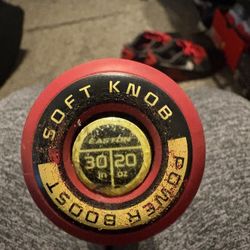 SOFT KNOB
EASTON
30 20
in oz
POWER BOOST